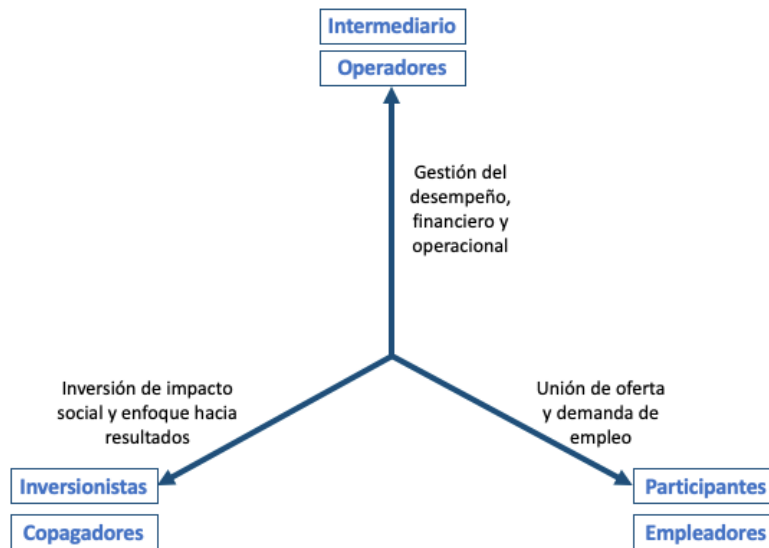 Intermediario
Operadores
Gestión del
desempeño,
financiero y
operacional
Inversión de impacto
social y enfoque hacia
resultados
Unión de oferta
y demanda de
empleo
Inversionistas
Copagadores
Participantes
Empleadores